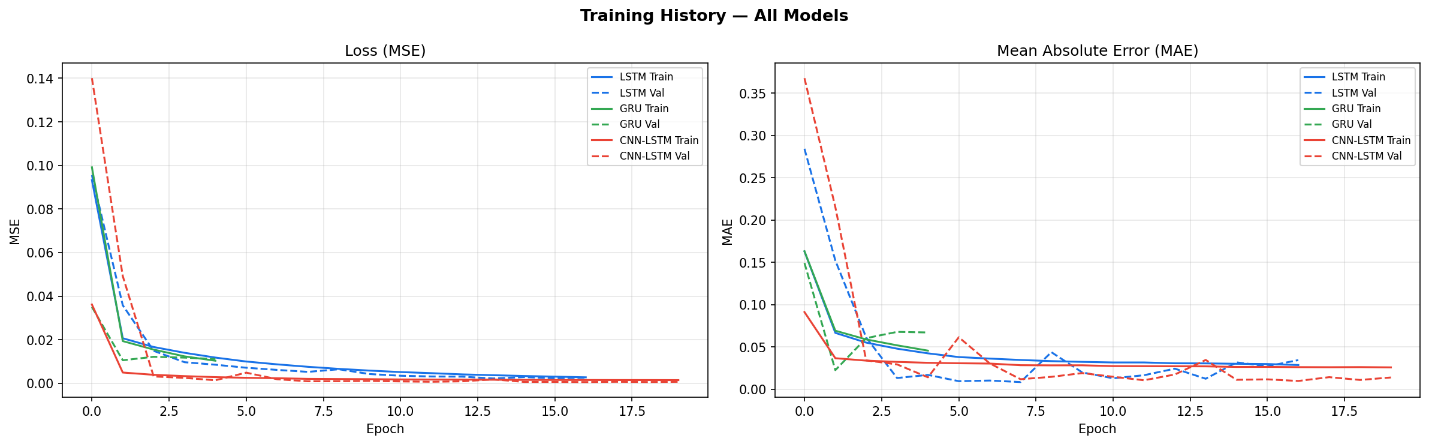 Training History — All Models
Loss (MSE)
MSE
0.14
0.12
0.10
0.08
0.06
0.04
0.02
0.00
0.0 2.5 5.0 7.5 10.0 12.5 15.0 17.5
Epoch
LSTM Train
LSTM Val
GRU Train
GRU Val
CNN-LSTM Train
CNN-LSTM Val
Mean Absolute Error (MAE)
MAE
0.35
0.30
0.25
0.20
0.15
0.10
0.05
0.00
0.0 2.5 5.0 7.5 10.0 12.5 15.0 17.5
Epoch
LSTM Train
LSTM Val
GRU Train
GRU Val
CNN-LSTM Train
CNN-LSTM Val